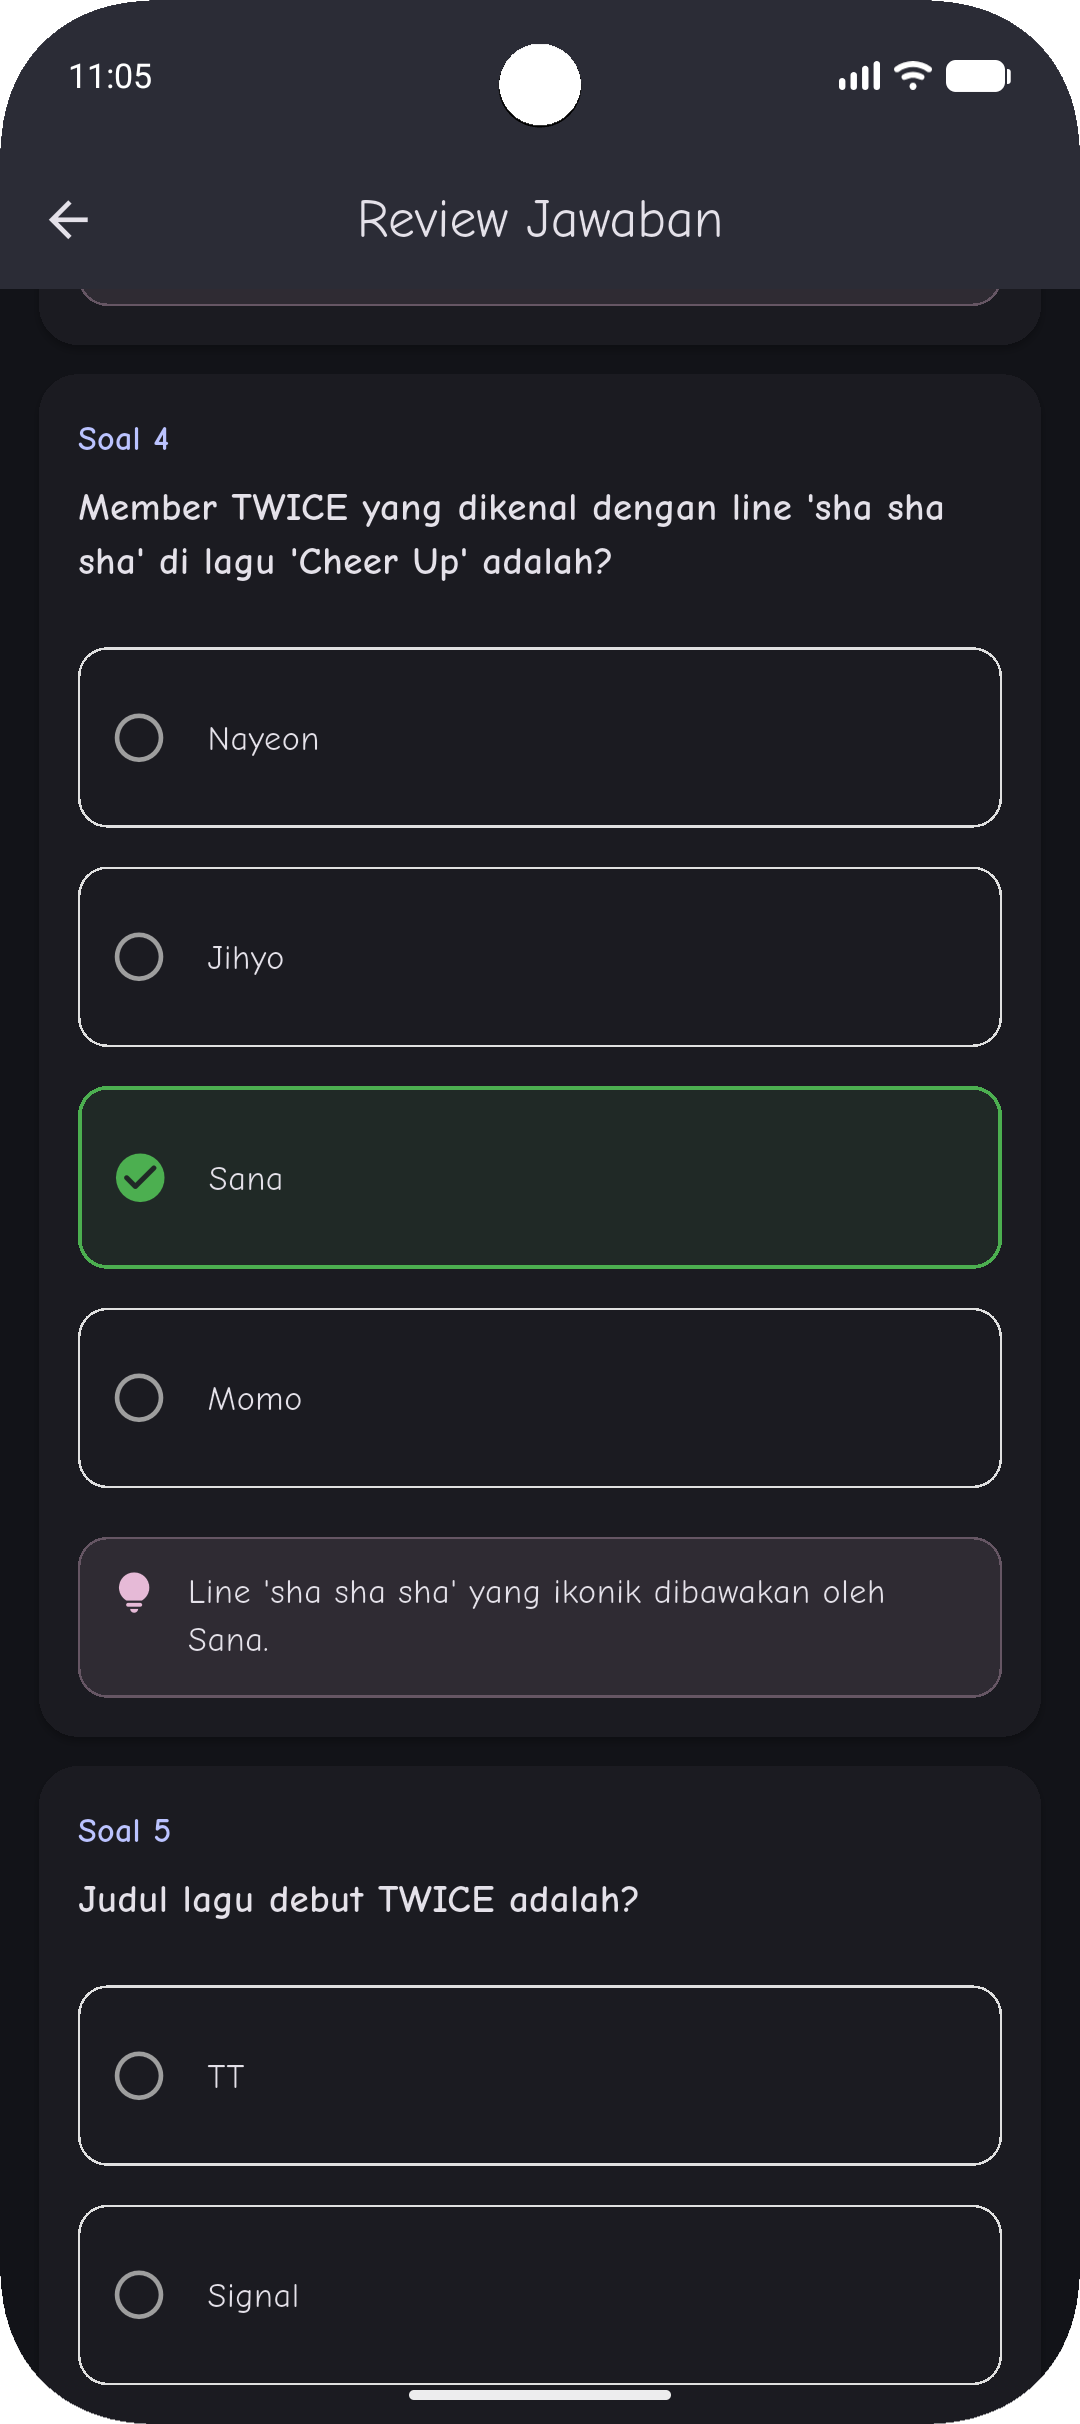 11:05
Review Jawaban
Soal 4
Member TWICE yang dikenal dengan line 'sha sha
sha' di lagu 'Cheer Up' adalah?
Nayeon
Jihyo
Sana
Momo
Line 'sha sha sha' yang ikonik dibawakan oleh
Sana.
Soal 5
Judul lagu debut TWICE adalah?
TT
Signal